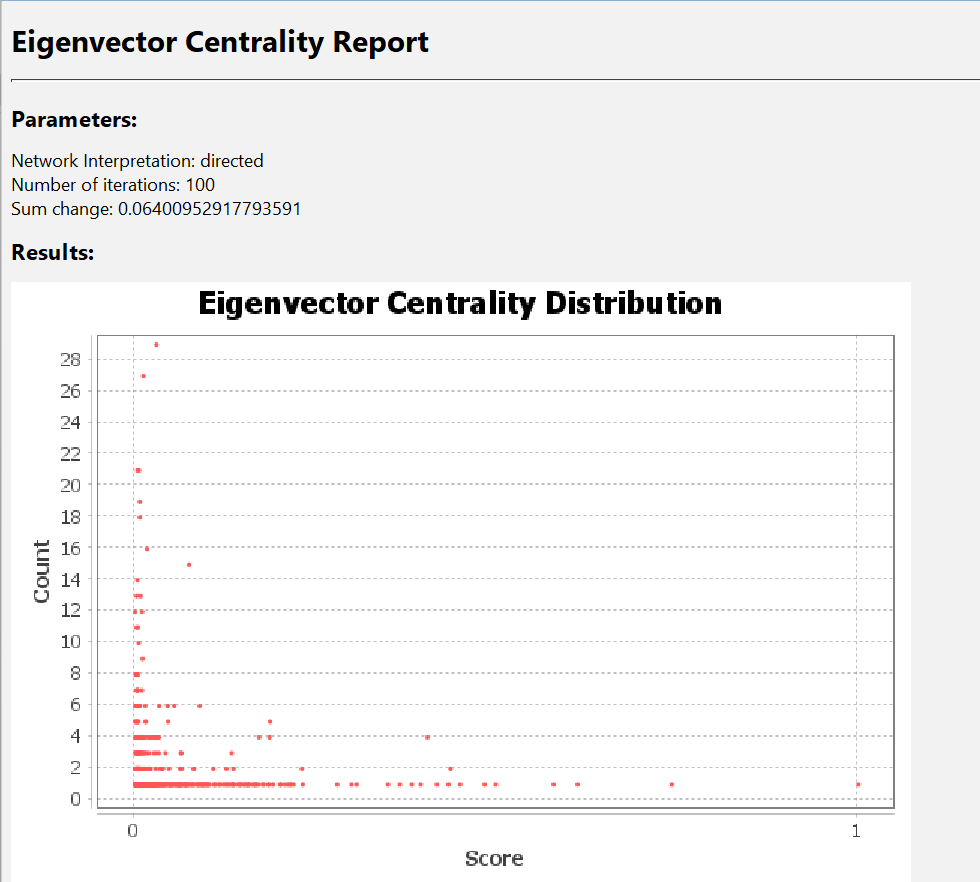 Eigenvector Centrality Report
Parameters:
Network Interpretation: directed
Number of iterations: 100
Sum change: 0.06400952917793591
Results:
Eigenvector Centrality Distribution
28
26
24
22
20
18
16
14
12
10
8
6
4
2
0
Count
0 1
Score